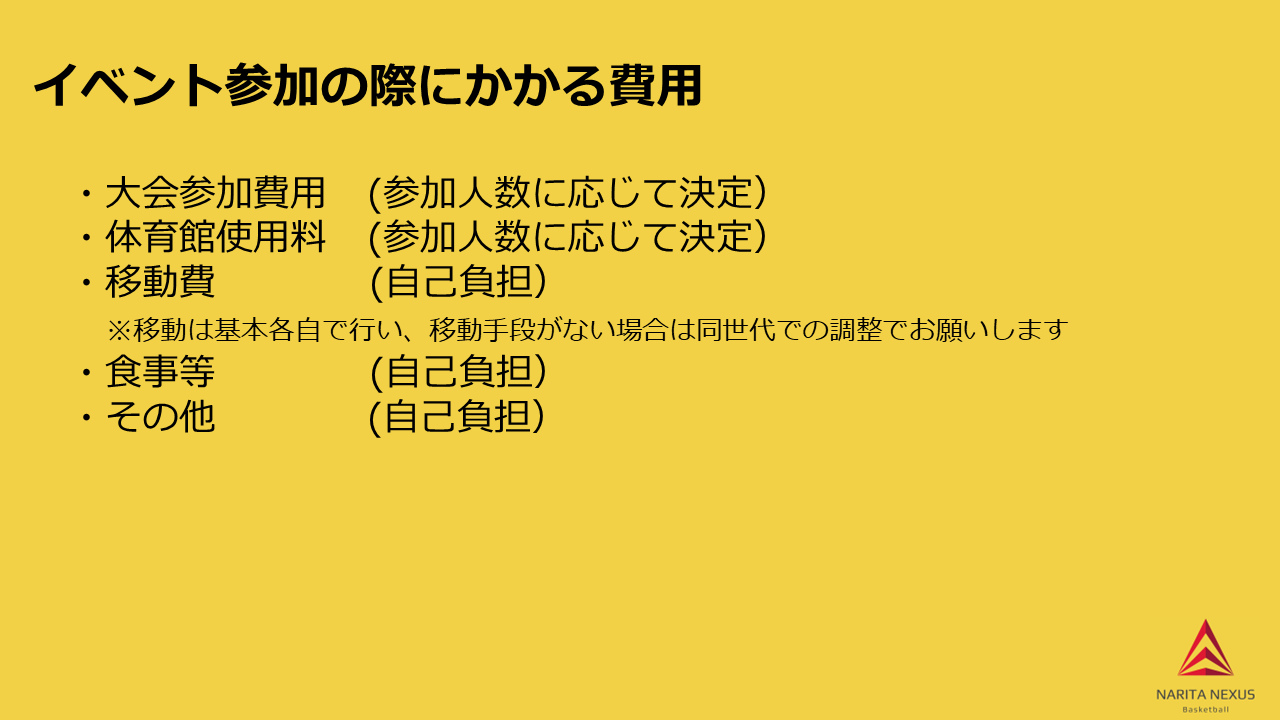 イベント参加の際にかかる費用
・大会参加費用　(参加人数に応じて決定）
・体育館使用料　(参加人数に応じて決定）
・移動費　　　　(自己負担）
※移動は基本各自で行い、移動手段がない場合は同世代での調整でお願いします
・食事等　　　　(自己負担）
・その他　　　　(自己負担）
NARITA NEXUS
Basketball